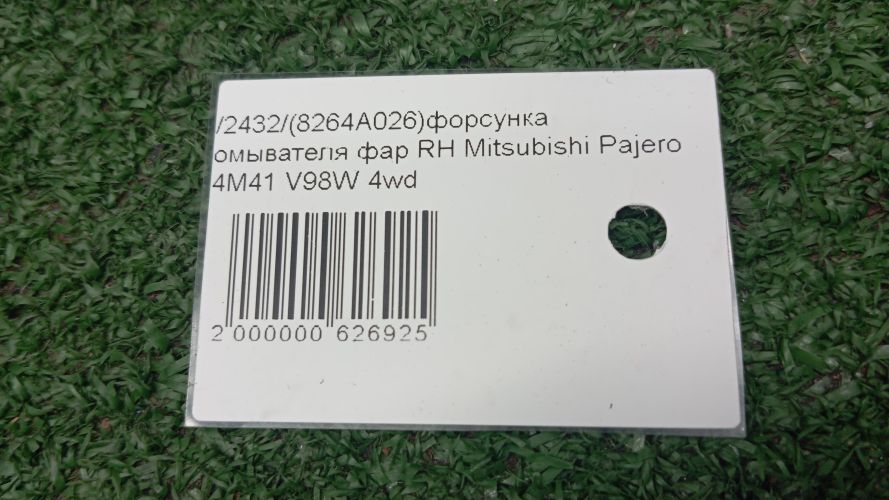 /2432/(8264A026)форсунка
омывателя фар RH Mitsubishi Pajero
4M41 V98W 4wd
2 000000 626925